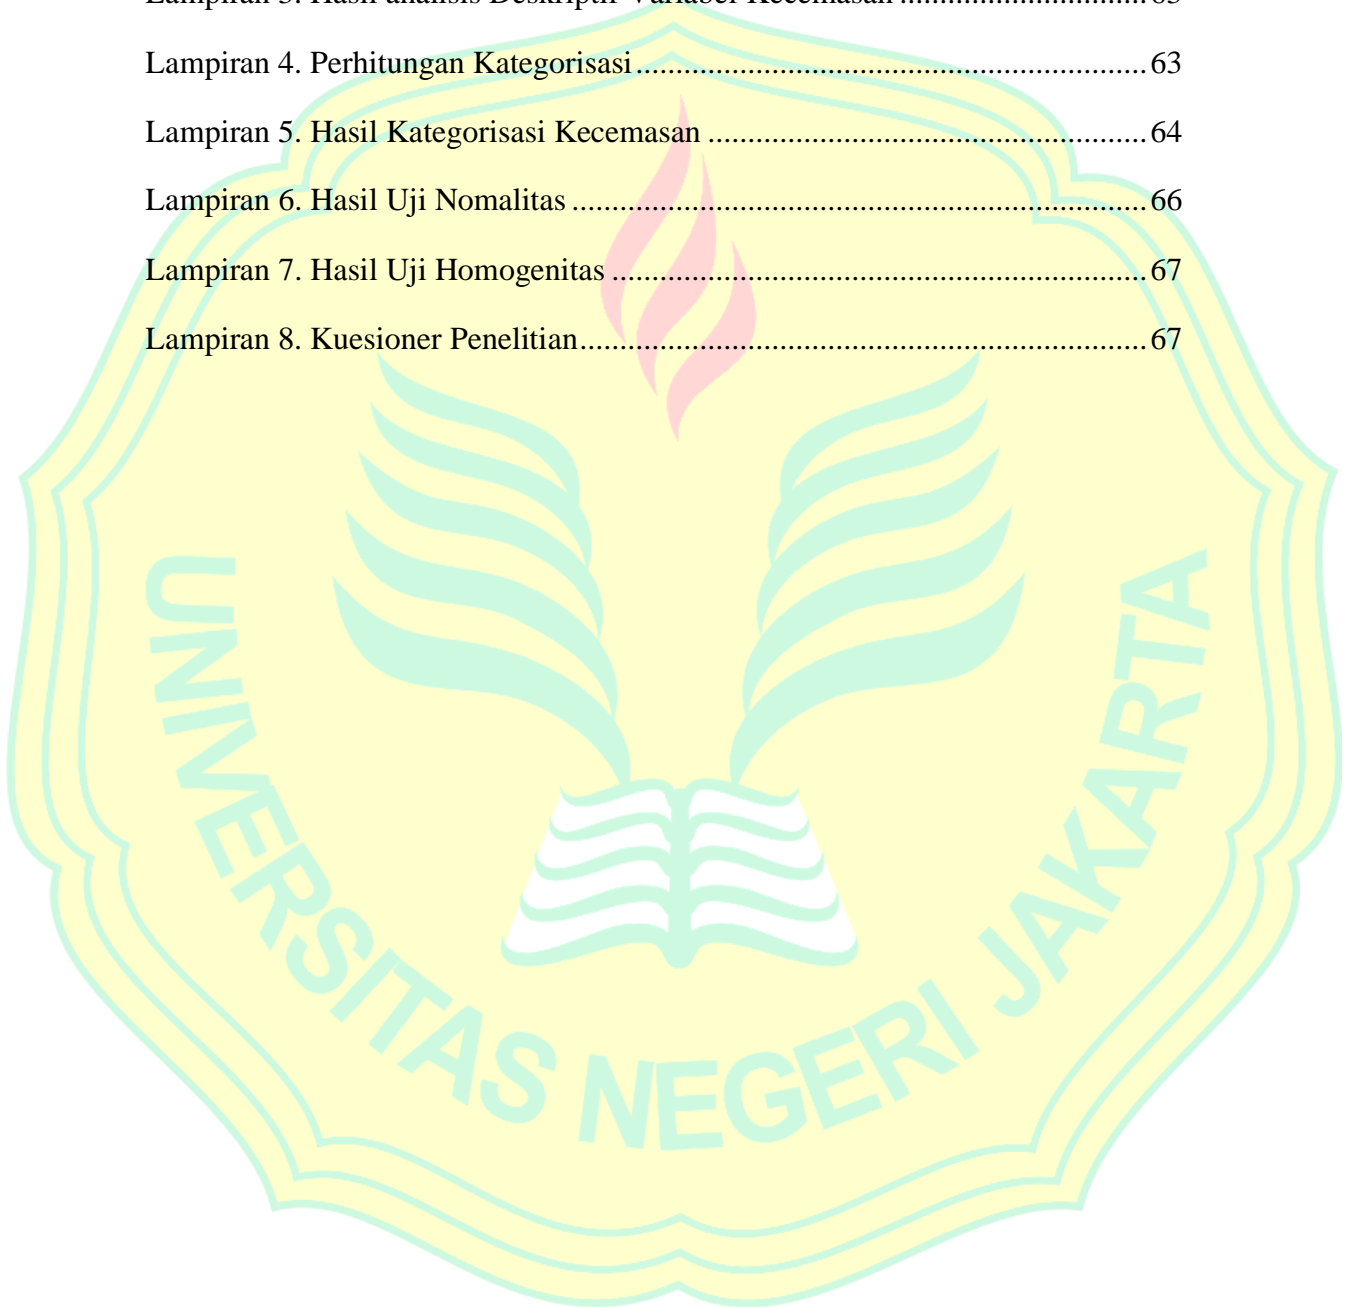 Lampiran 3. Hasil analisis Deskriptif Variabel Kecemasan ............................... 63
Lampiran 4. Perhitungan Kategorisasi ................................................................ 63
Lampiran 5. Hasil Kategorisasi Kecemasan ....................................................... 64
Lampiran 6. Hasil Uji Nomalitas ........................................................................ 66
Lampiran 7. Hasil Uji Homogenitas ................................................................... 67
Lampiran 8. Kuesioner Penelitian ....................................................................... 67
UNIVERSITAS NEGERI JAKARTA